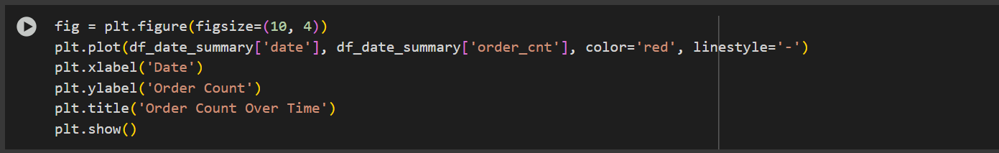 fig = plt.figure(figsize=(10, 4))
plt.plot(df_date_summary['date'], df_date_summary['order_cnt'], color='red', linestyle='-')
plt.xlabel('Date')
plt.ylabel('Order Count')
plt.title('Order Count Over Time')
plt.show()